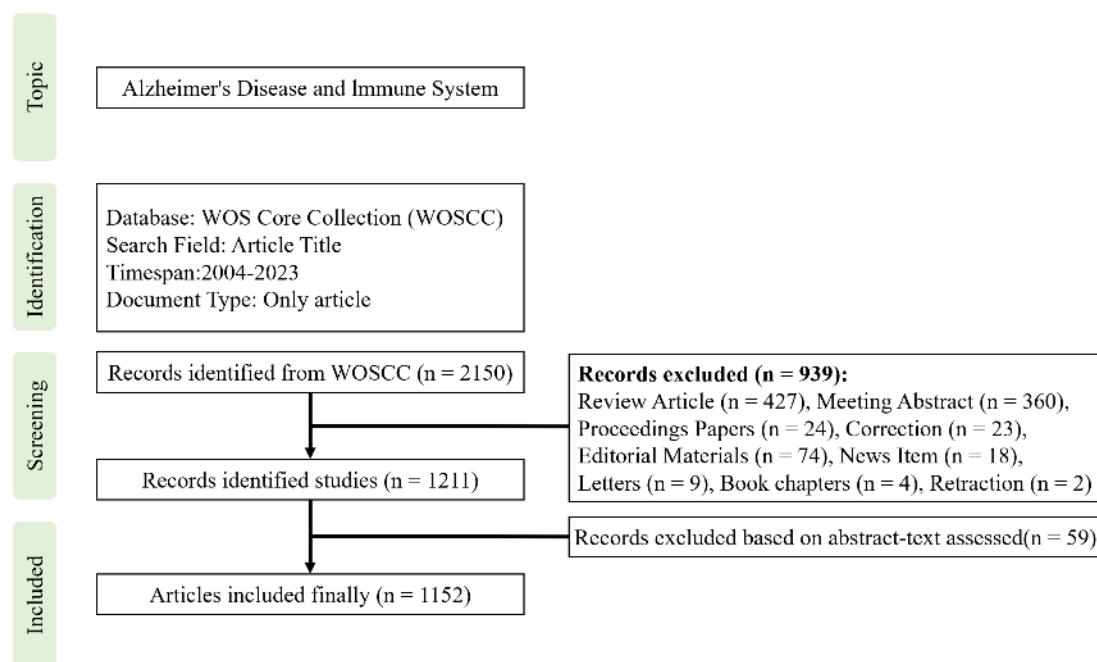 Topic
Alzheimer's Disease and Immune System
Identification
Database: WOS Core Collection (WOSCC)
Search Field: Article Title
Timespan:2004-2023
Document Type: Only article
Screening
Records identified from WOSCC (n = 2150)
Records excluded (n = 939):
Review Article (n = 427), Meeting Abstract (n = 360),
Proceedings Papers (n = 24), Correction (n = 23),
Editorial Materials (n = 74), News Item (n = 18),
Letters (n = 9), Book chapters (n = 4), Retraction (n = 2)
Records identified studies (n = 1211)
Records excluded based on abstract-text assessed(n = 59)
Included
Articles included finally (n = 1152)